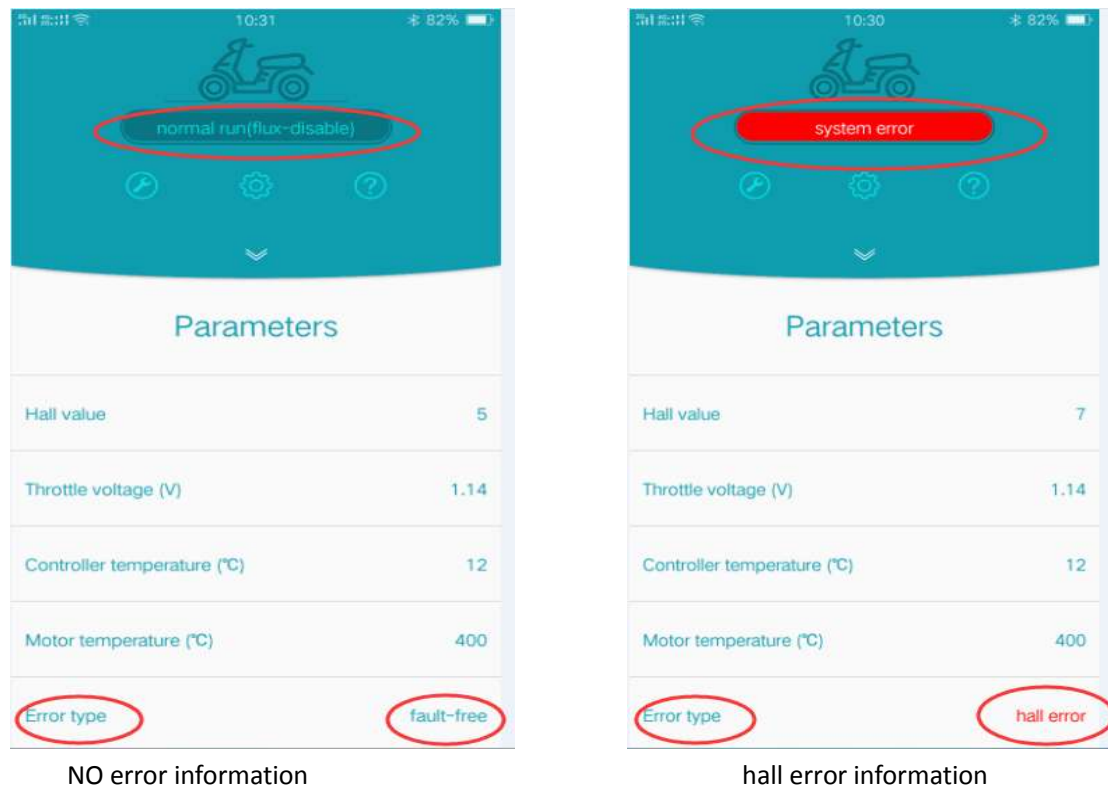 10:31
82%
normal run(flux-disable)
Parameters
Hall value 5
Throttle voltage (V) 1.14
Controller temperature (℃) 12
Motor temperature (℃) 400
Error type fault-free
NO error information
10:30
82%
system error
Parameters
Hall value 7
Throttle voltage (V) 1.14
Controller temperature (℃) 12
Motor temperature (℃) 400
Error type hall error
hall error information